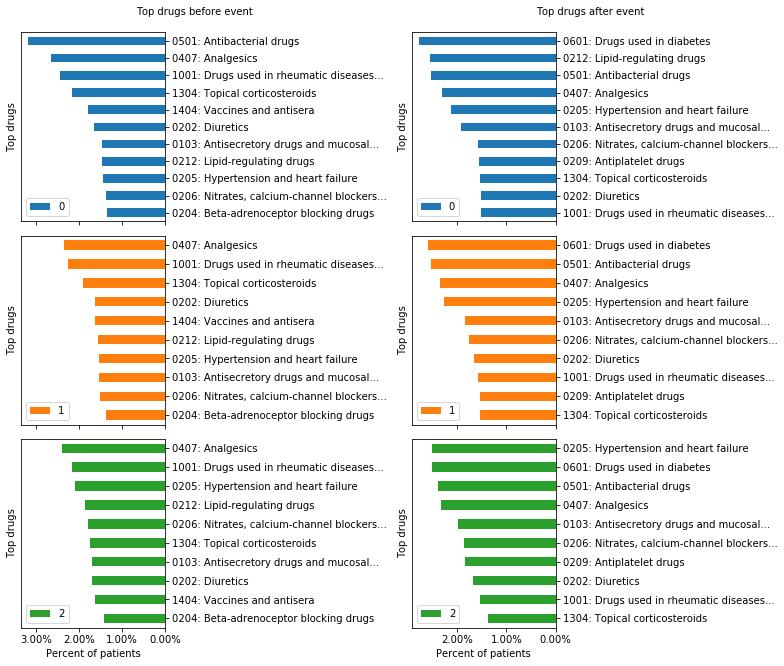 Top drugs before event
Top drugs
0501: Antibacterial drugs
0407: Analgesics
1001: Drugs used in rheumatic diseases...
1304: Topical corticosteroids
1404: Vaccines and antisera
0202: Diuretics
0103: Antisecretory drugs and mucosal...
0212: Lipid-regulating drugs
0205: Hypertension and heart failure
0206: Nitrates, calcium-channel blockers...
0204: Beta-adrenoceptor blocking drugs
0
Top drugs after event
Top drugs
0601: Drugs used in diabetes
0212: Lipid-regulating drugs
0501: Antibacterial drugs
0407: Analgesics
0205: Hypertension and heart failure
0103: Antisecretory drugs and mucosal...
0206: Nitrates, calcium-channel blockers...
0209: Antiplatelet drugs
1304: Topical corticosteroids
0202: Diuretics
1001: Drugs used in rheumatic diseases...
0
Top drugs
0407: Analgesics
1001: Drugs used in rheumatic diseases...
1304: Topical corticosteroids
0202: Diuretics
1404: Vaccines and antisera
0212: Lipid-regulating drugs
0205: Hypertension and heart failure
0103: Antisecretory drugs and mucosal...
0206: Nitrates, calcium-channel blockers...
0204: Beta-adrenoceptor blocking drugs
1
Top drugs
0601: Drugs used in diabetes
0501: Antibacterial drugs
0407: Analgesics
0205: Hypertension and heart failure
0103: Antisecretory drugs and mucosal...
0206: Nitrates, calcium-channel blockers...
0202: Diuretics
1001: Drugs used in rheumatic diseases...
0209: Antiplatelet drugs
1304: Topical corticosteroids
1
Top drugs
0407: Analgesics
1001: Drugs used in rheumatic diseases...
0205: Hypertension and heart failure
0212: Lipid-regulating drugs
0206: Nitrates, calcium-channel blockers...
1304: Topical corticosteroids
0103: Antisecretory drugs and mucosal...
0202: Diuretics
1404: Vaccines and antisera
0204: Beta-adrenoceptor blocking drugs
2
3.00% 2.00% 1.00% 0.00%
Percent of patients
Top drugs
0205: Hypertension and heart failure
0601: Drugs used in diabetes
0501: Antibacterial drugs
0407: Analgesics
0103: Antisecretory drugs and mucosal...
0206: Nitrates, calcium-channel blockers...
0209: Antiplatelet drugs
0202: Diuretics
1001: Drugs used in rheumatic diseases...
1304: Topical corticosteroids
2
2.00% 1.00% 0.00%
Percent of patients